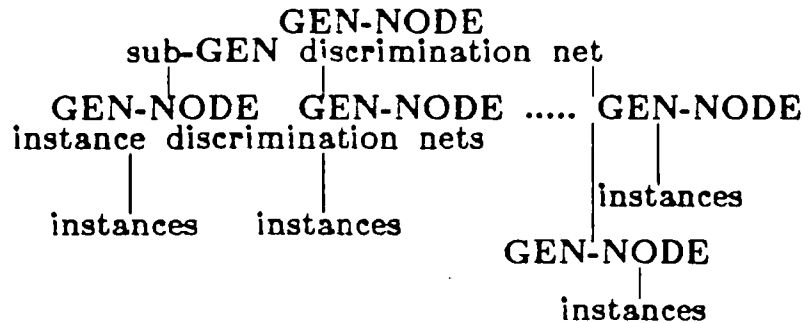 GEN-NODE
sub-GEN discrimination net
GEN-NODE GEN-NODE ..... GEN-NODE
instance discrimination nets
instances
instances instances
GEN-NODE
instances